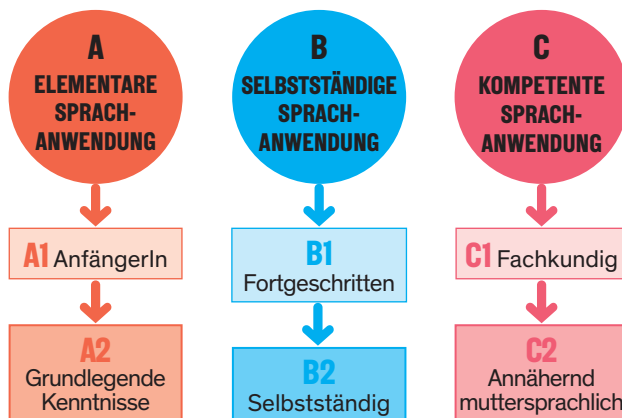 A
ELEMENTARE
SPRACH-
ANWENDUNG
A1 AnfängerIn
A2
Grundlegende
Kenntnisse
B
SELBSTSTÄNDIGE
SPRACH-
ANWENDUNG
B1
Fortgeschritten
B2
Selbstständig
C
KOMPETENTE
SPRACH-
ANWENDUNG
C1 Fachkundig
C2
Annähernd
muttersprachlich